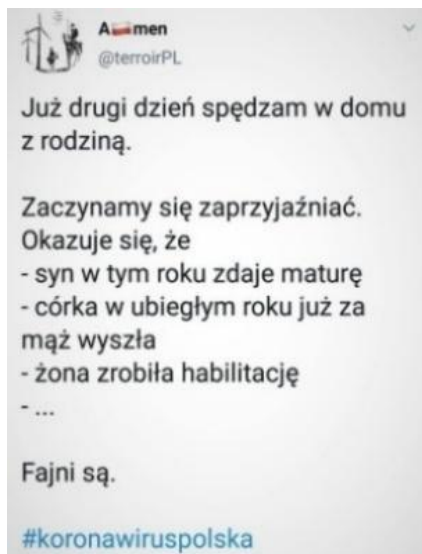 A🇵🇱men
@terroirPL
Już drugi dzień spędzam w domu
z rodziną.
Zaczynamy się zaprzyjaźniać.
Okazuje się, że
- syn w tym roku zdaje maturę
- córka w ubiegłym roku już za
mąż wyszła
- żona zrobiła habilitację
- ...
Fajni są.
#koronawiruspolska